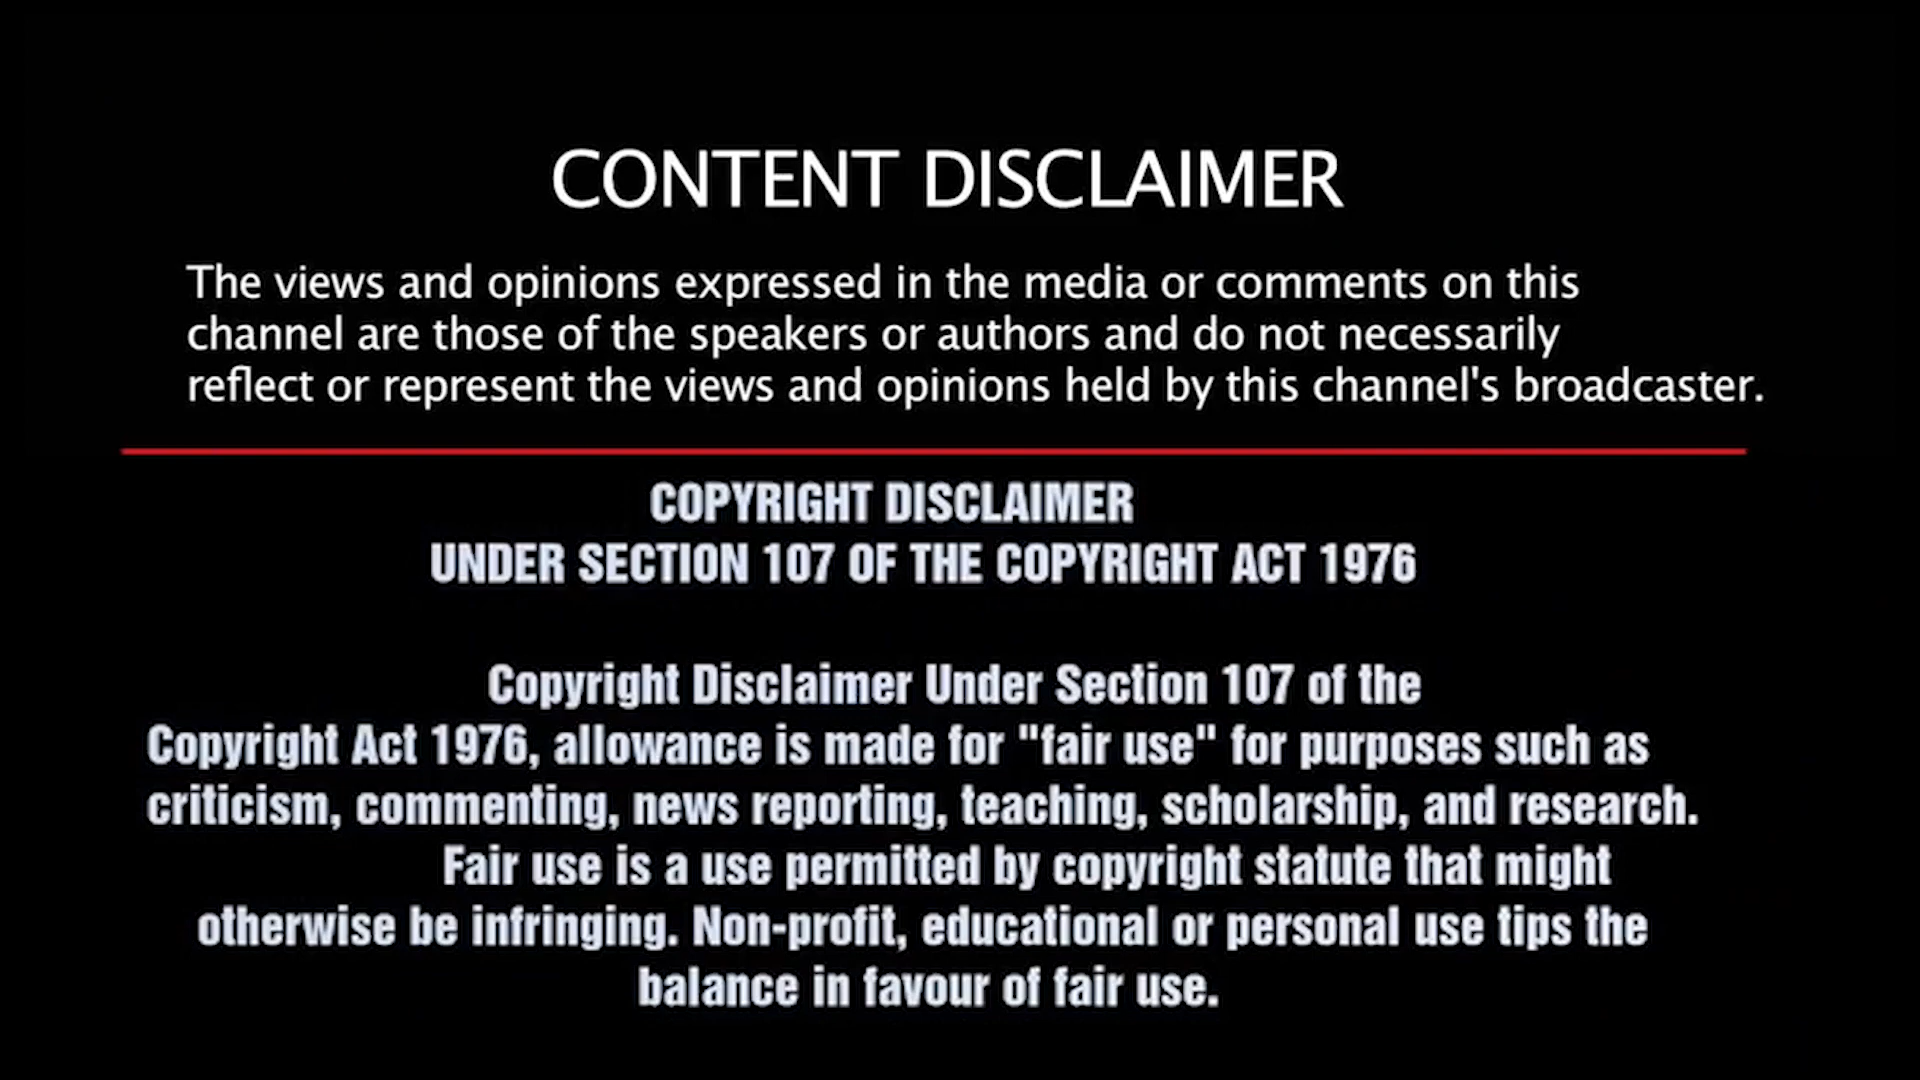 CONTENT DISCLAIMER
The views and opinions expressed in the media or comments on this
channel are those of the speakers or authors and do not necessarily
reflect or represent the views and opinions held by this channel's broadcaster.
COPYRIGHT DISCLAIMER
UNDER SECTION 107 OF THE COPYRIGHT ACT 1976
Copyright Disclaimer Under Section 107 of the
Copyright Act 1976, allowance is made for "fair use" for purposes such as
criticism, commenting, news reporting, teaching, scholarship, and research.
Fair use is a use permitted by copyright statute that might
otherwise be infringing. Non-profit, educational or personal use tips the
balance in favour of fair use.